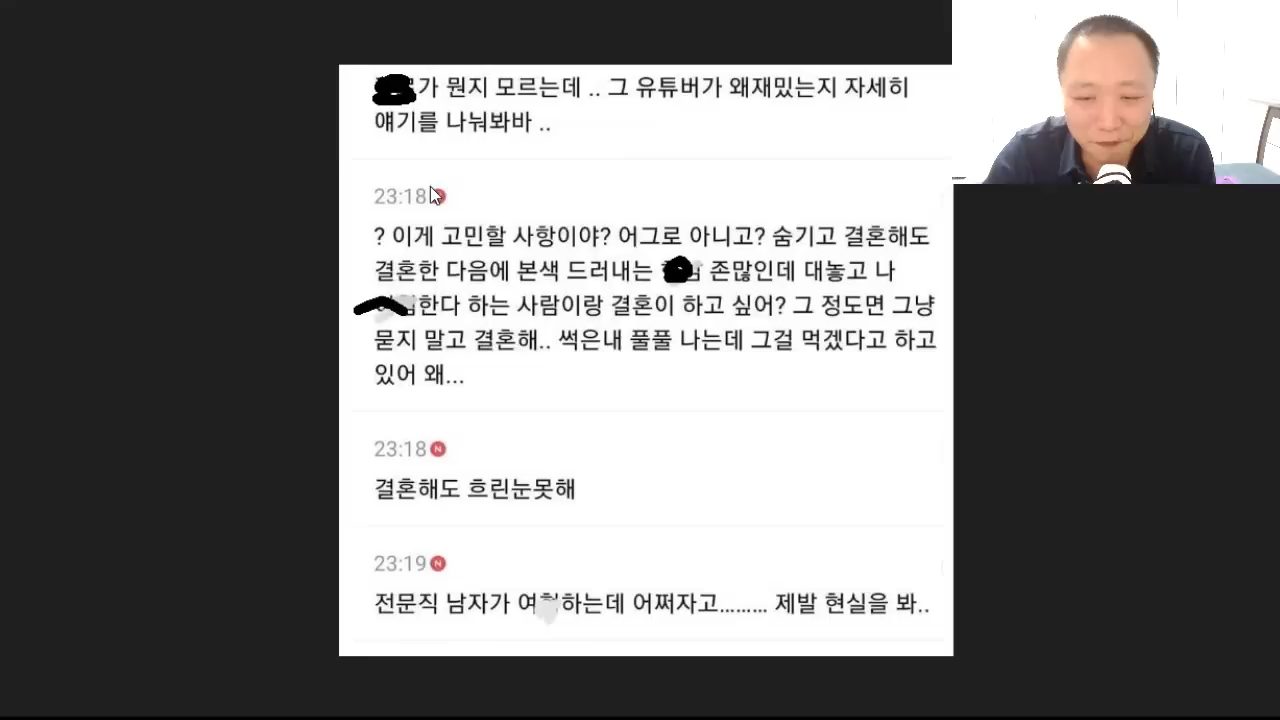 가 뭔지 모르는데 .. 그 유튜버가 왜재밌는지 자세히
얘기를 나눠봐바 ..
23:18
? 이게 고민할 사항이야? 어그로 아니고? 숨기고 결혼해도
결혼한 다음에 본색 드러내는 존많인데 대놓고 나
한다 하는 사람이랑 결혼이 하고 싶어? 그 정도면 그냥
묻지 말고 결혼해.. 썩은내 풀풀 나는데 그걸 먹겠다고 하고
있어 왜...
23:18 N
결혼해도 흐린눈못해
23:19 N
전문직 남자가 하는데 어쩌자고......... 제발 현실을 봐..